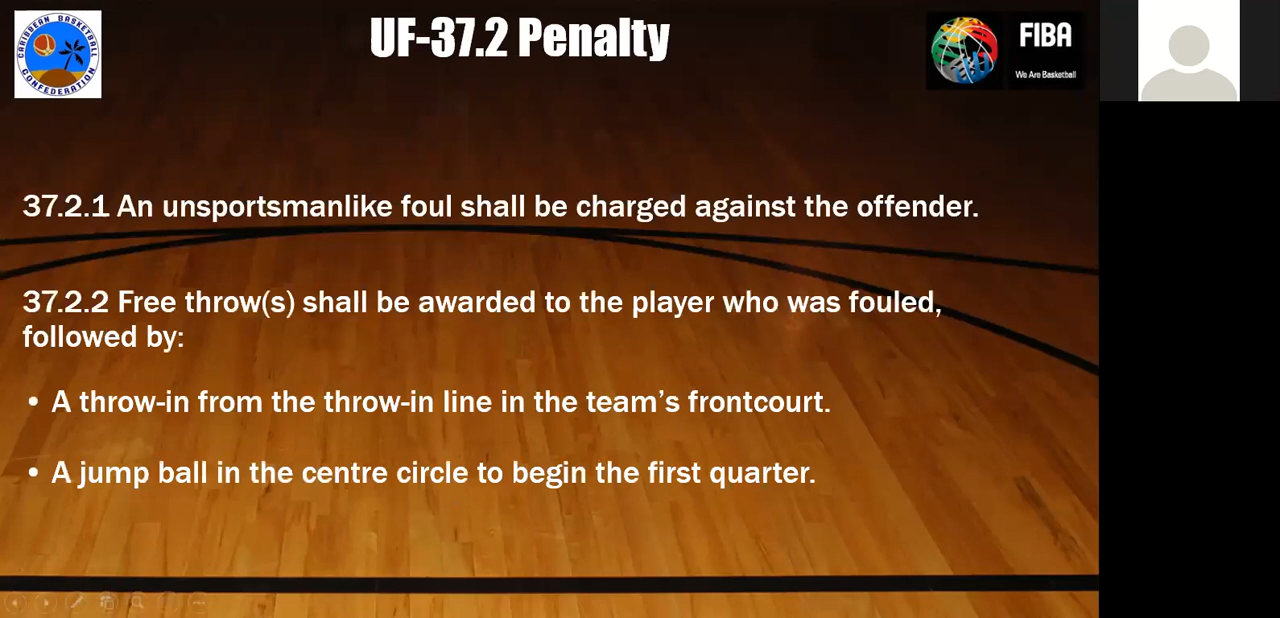 UF-37.2 Penalty
CARIBBEAN BASKETBALL
CONFEDERATION
FIBA
We Are Basketball
37.2.1 An unsportsmanlike foul shall be charged against the offender.
37.2.2 Free throw(s) shall be awarded to the player who was fouled,
followed by:
• A throw-in from the throw-in line in the team’s frontcourt.
• A jump ball in the centre circle to begin the first quarter.